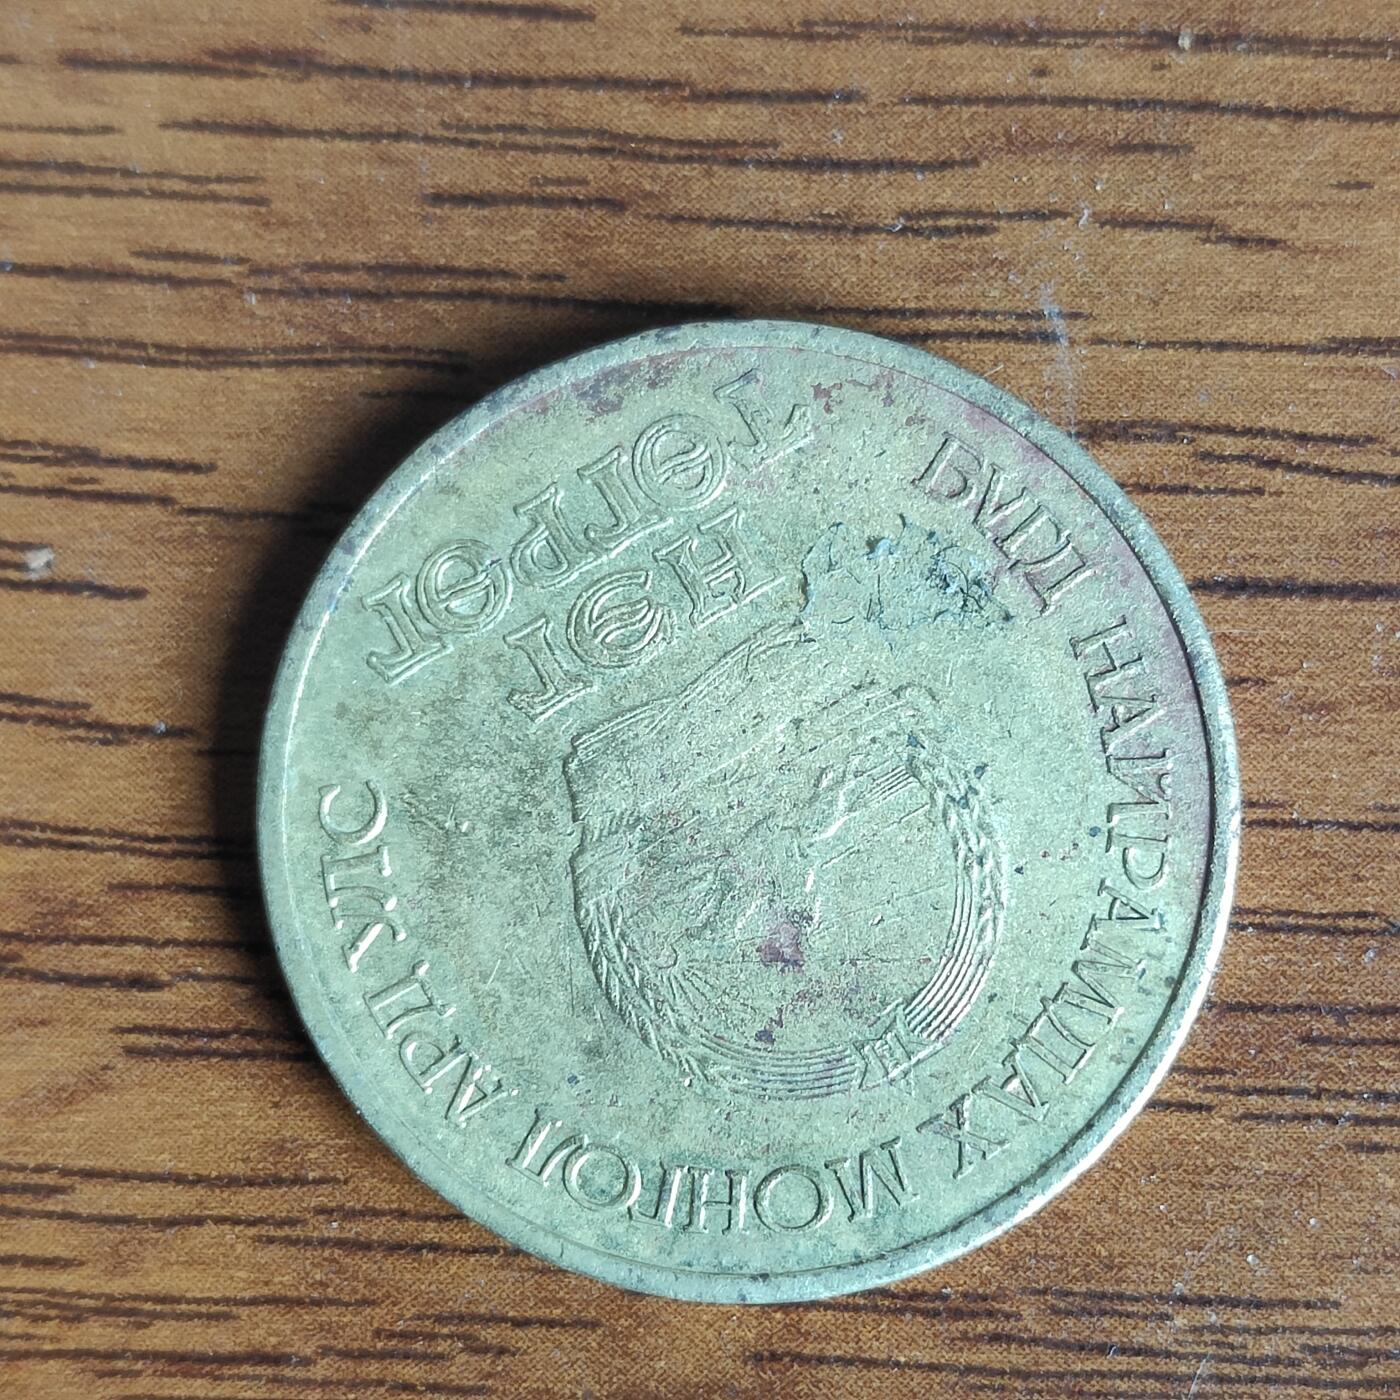 БҮГД НАЙРАМДАХ МОНГОЛ АРД УЛС
НЭГ
ТӨГРӨГ